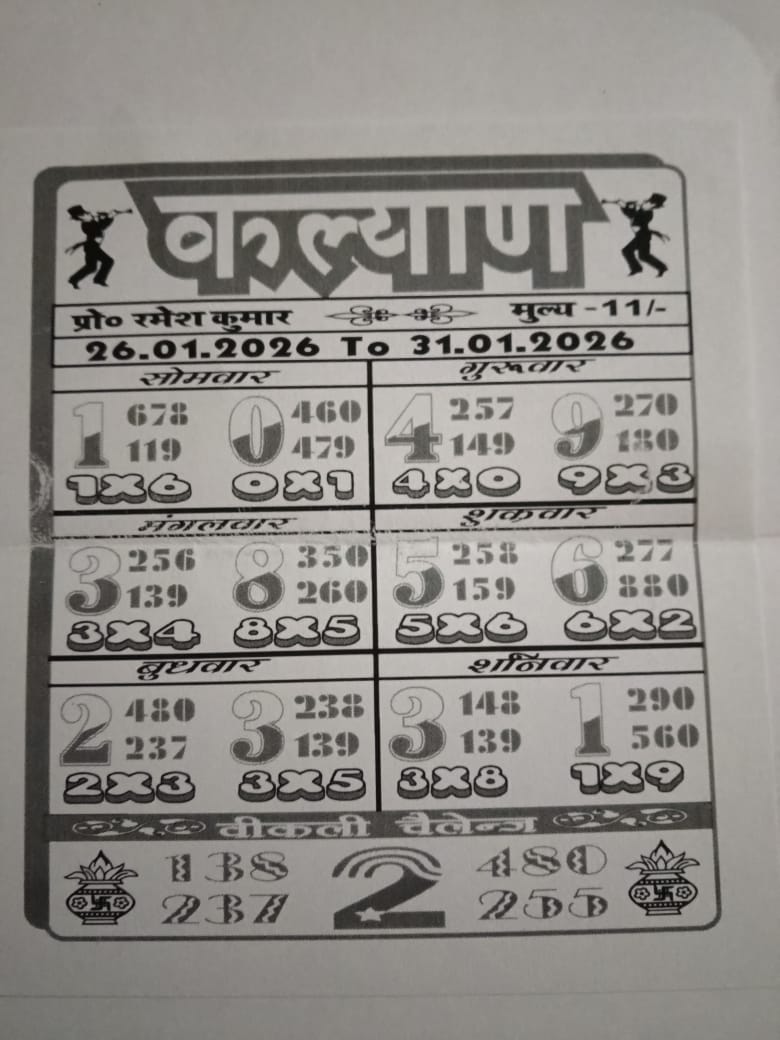 कल्याण
प्रो० रमेश कुमार मुल्य -11/-
26.01.2026 To 31.01.2026
सोमवार
1 678 0 460
119 479
1x6 0x1
गुरूवार
4 257 9 270
149 180
4x0 9x3
मंगलवार
3 256 8 350
139 260
3x4 8x5
शुक्रवार
5 258 6 277
159 880
5x6 6x2
बुधवार
2 480 3 238
237 139
2x3 3x5
शनिवार
3 148 1 290
139 560
3x8 1x9
वीकली चैलेन्ज
138 2 480
237 255